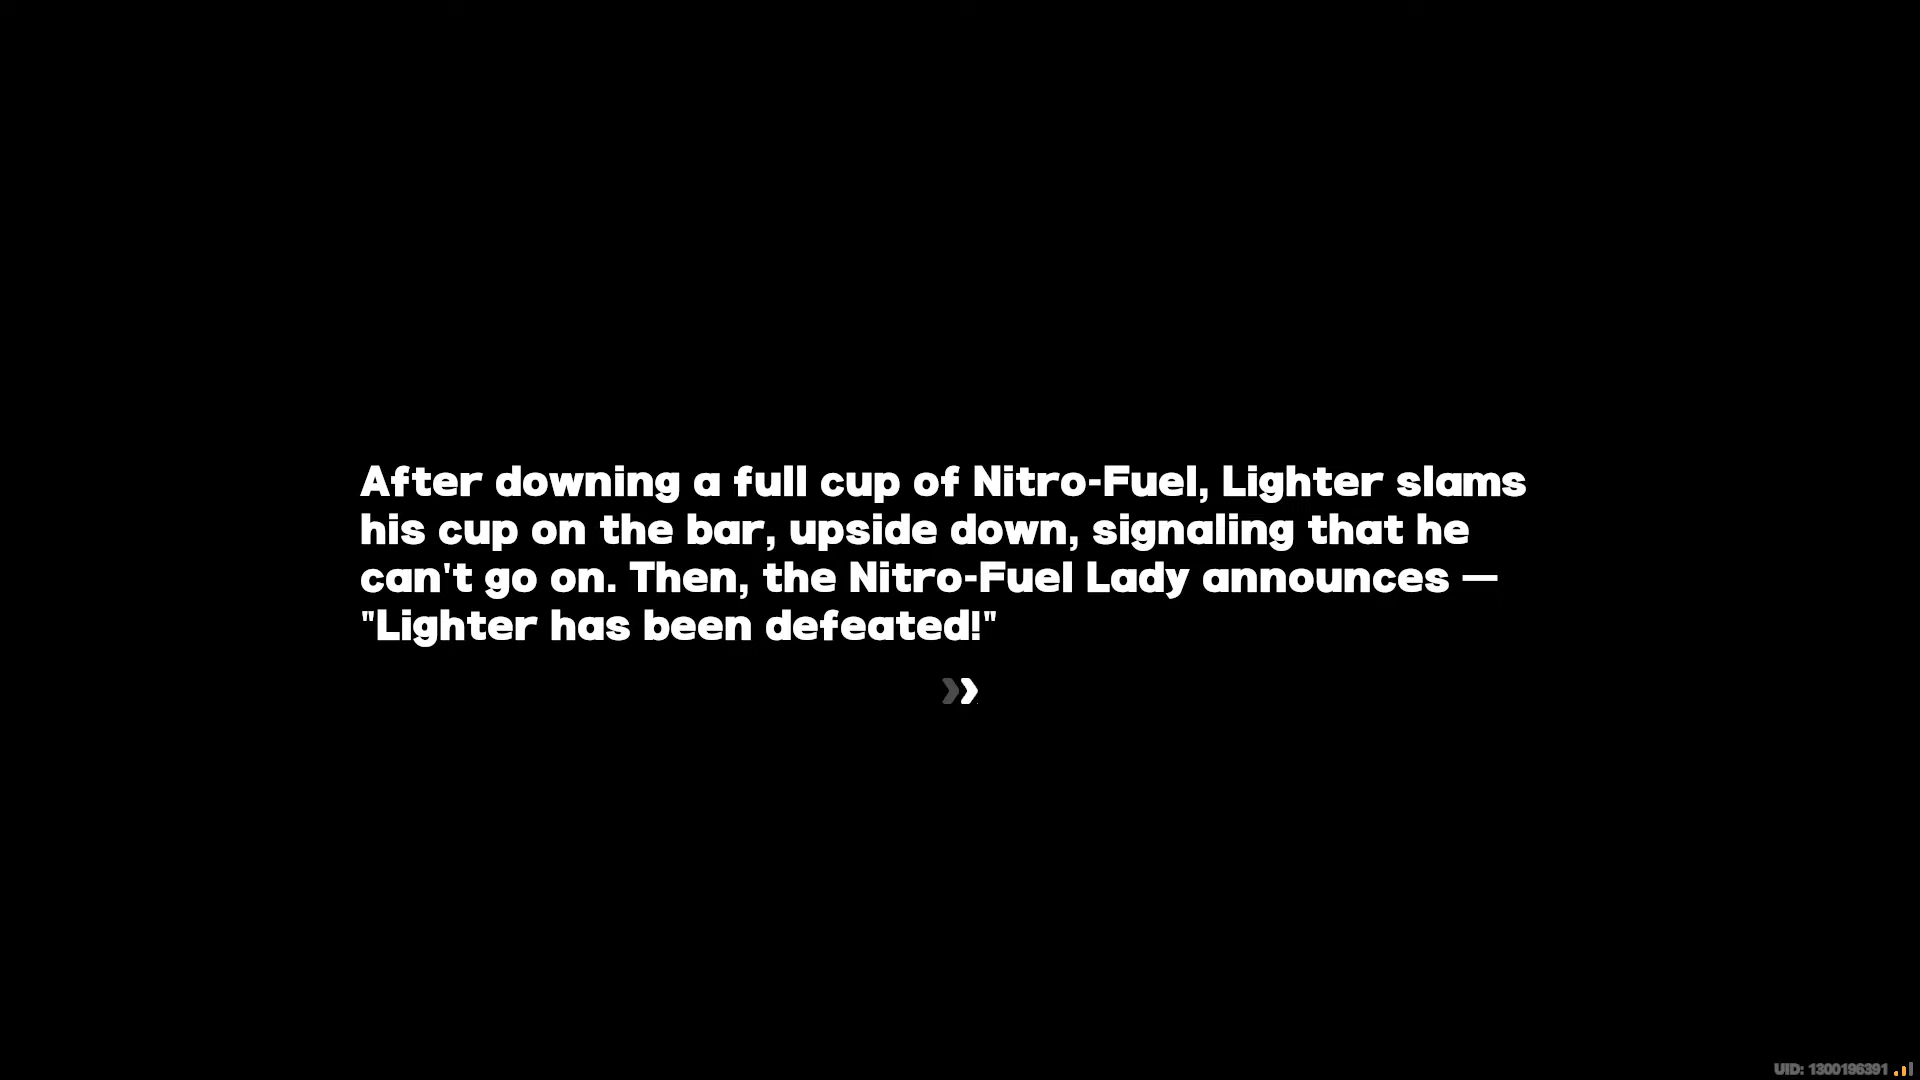 After downing a full cup of Nitro-Fuel, Lighter slams
his cup on the bar, upside down, signaling that he
can't go on. Then, the Nitro-Fuel Lady announces —
"Lighter has been defeated!"
UID: 1300196391